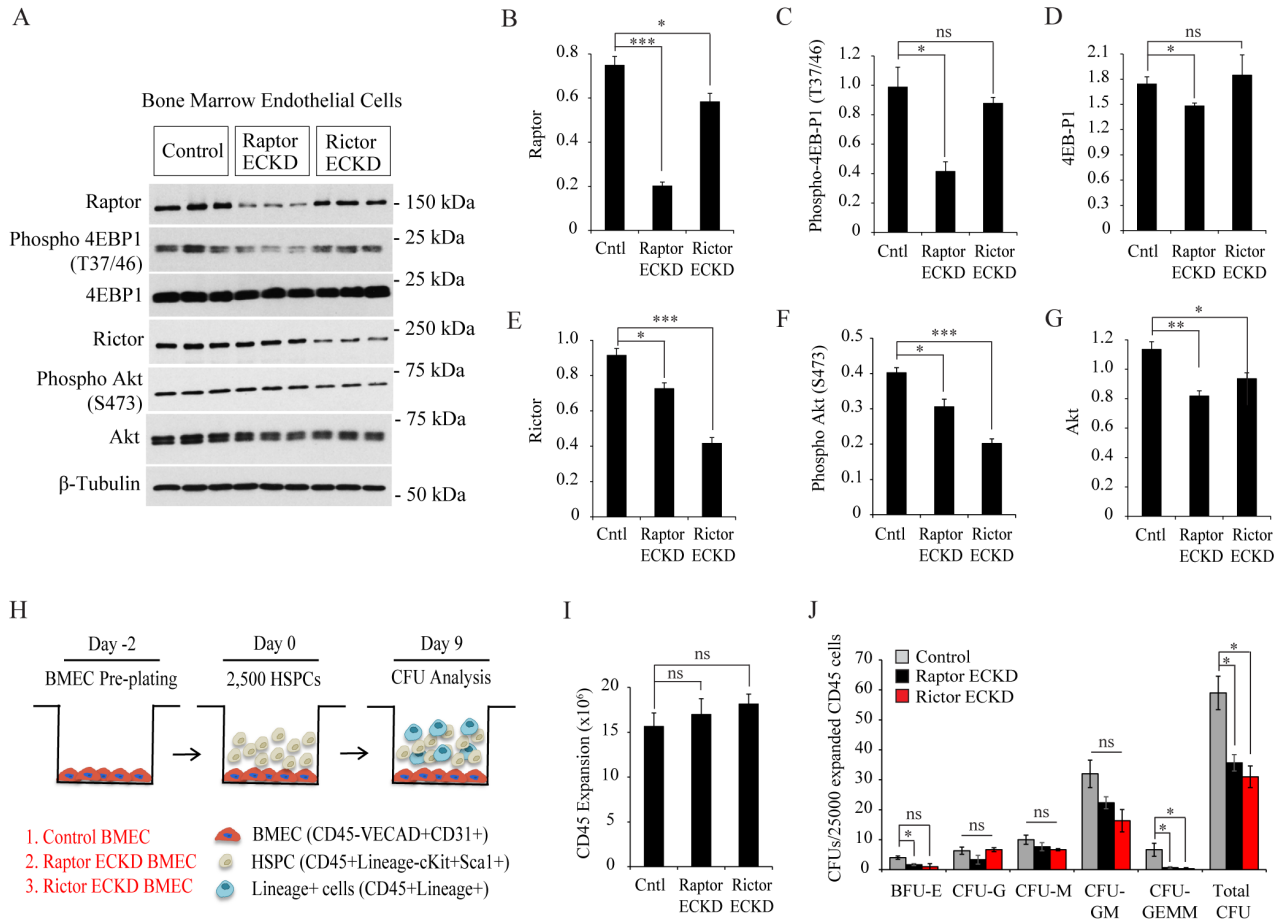 A
Bone Marrow Endothelial Cells
Control
Raptor
ECKD
Rictor
ECKD
Raptor
- 150 kDa
Phospho 4EBP1
(T37/46)
- 25 kDa
4EBP1
- 25 kDa
Rictor
- 250 kDa
Phospho Akt
(S473)
- 75 kDa
Akt
- 75 kDa
β-Tubulin
- 50 kDa
B
Raptor
0.8
0.6
0.4
0.2
0
*
***
Cntl
Raptor
ECKD
Rictor
ECKD
C
Phospho-4EB-P1 (T37/46)
1.2
1.0
0.8
0.6
0.4
0.2
0
ns
*
Cntl
Raptor
ECKD
Rictor
ECKD
D
4EB-P1
2.1
1.8
1.5
1.2
0.9
0.6
0.3
0
ns
*
Cntl
Raptor
ECKD
Rictor
ECKD
E
Rictor
1.0
0.8
0.6
0.4
0.2
0
***
*
Cntl
Raptor
ECKD
Rictor
ECKD
F
Phospho Akt (S473)
0.5
0.4
0.3
0.2
0.1
0
***
*
Cntl
Raptor
ECKD
Rictor
ECKD
G
Akt
1.2
1.0
0.8
0.6
0.4
0.2
0
*
**
Cntl
Raptor
ECKD
Rictor
ECKD
H
Day -2
BMEC Pre-plating
Day 0
2,500 HSPCs
Day 9
CFU Analysis
1. Control BMEC
2. Raptor ECKD BMEC
3. Rictor ECKD BMEC
BMEC (CD45-VECAD+CD31+)
HSPC (CD45+Lineage-cKit+Sca1+)
Lineage+ cells (CD45+Lineage+)
I
CD45 Expansion (x10⁶)
20
15
10
5
0
ns
ns
Cntl
Raptor
ECKD
Rictor
ECKD
J
CFUs/25000 expanded CD45 cells
70
60
50
40
30
20
10
0
Control
Raptor ECKD
Rictor ECKD
ns
*
ns
ns
ns
*
*
*
*
BFU-E
CFU-G
CFU-M
CFU-
GM
CFU-
GEMM
Total
CFU